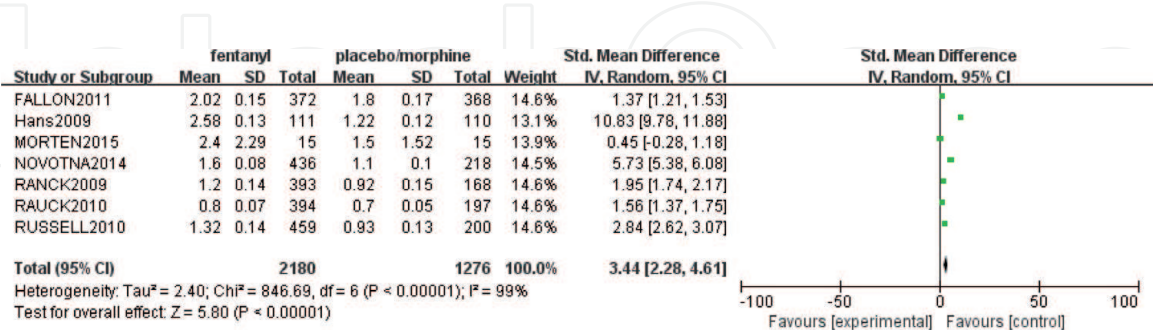 fentanyl placebo/morphine Std. Mean Difference Std. Mean Difference
Study or Subgroup Mean SD Total Mean SD Total Weight IV, Random, 95% CI IV, Random, 95% CI
FALLON2011 2.02 0.15 372 1.8 0.17 368 14.6% 1.37 [1.21, 1.53]
Hans2009 2.58 0.13 111 1.22 0.12 110 13.1% 10.83 [9.78, 11.88]
MORTEN2015 2.4 2.29 15 1.5 1.52 15 13.9% 0.45 [-0.28, 1.18]
NOVOTNA2014 1.6 0.08 436 1.1 0.1 218 14.5% 5.73 [5.38, 6.08]
RANCK2009 1.2 0.14 393 0.92 0.15 168 14.6% 1.95 [1.74, 2.17]
RAUCK2010 0.8 0.07 394 0.7 0.05 197 14.6% 1.56 [1.37, 1.75]
RUSSELL2010 1.32 0.14 459 0.93 0.13 200 14.6% 2.84 [2.62, 3.07]
Total (95% CI) 2180 1276 100.0% 3.44 [2.28, 4.61]
Heterogeneity: Tau² = 2.40; Chi² = 846.69, df = 6 (P < 0.00001); I² = 99%
Test for overall effect: Z = 5.80 (P < 0.00001)
-100 -50 0 50 100
Favours [experimental] Favours [control]